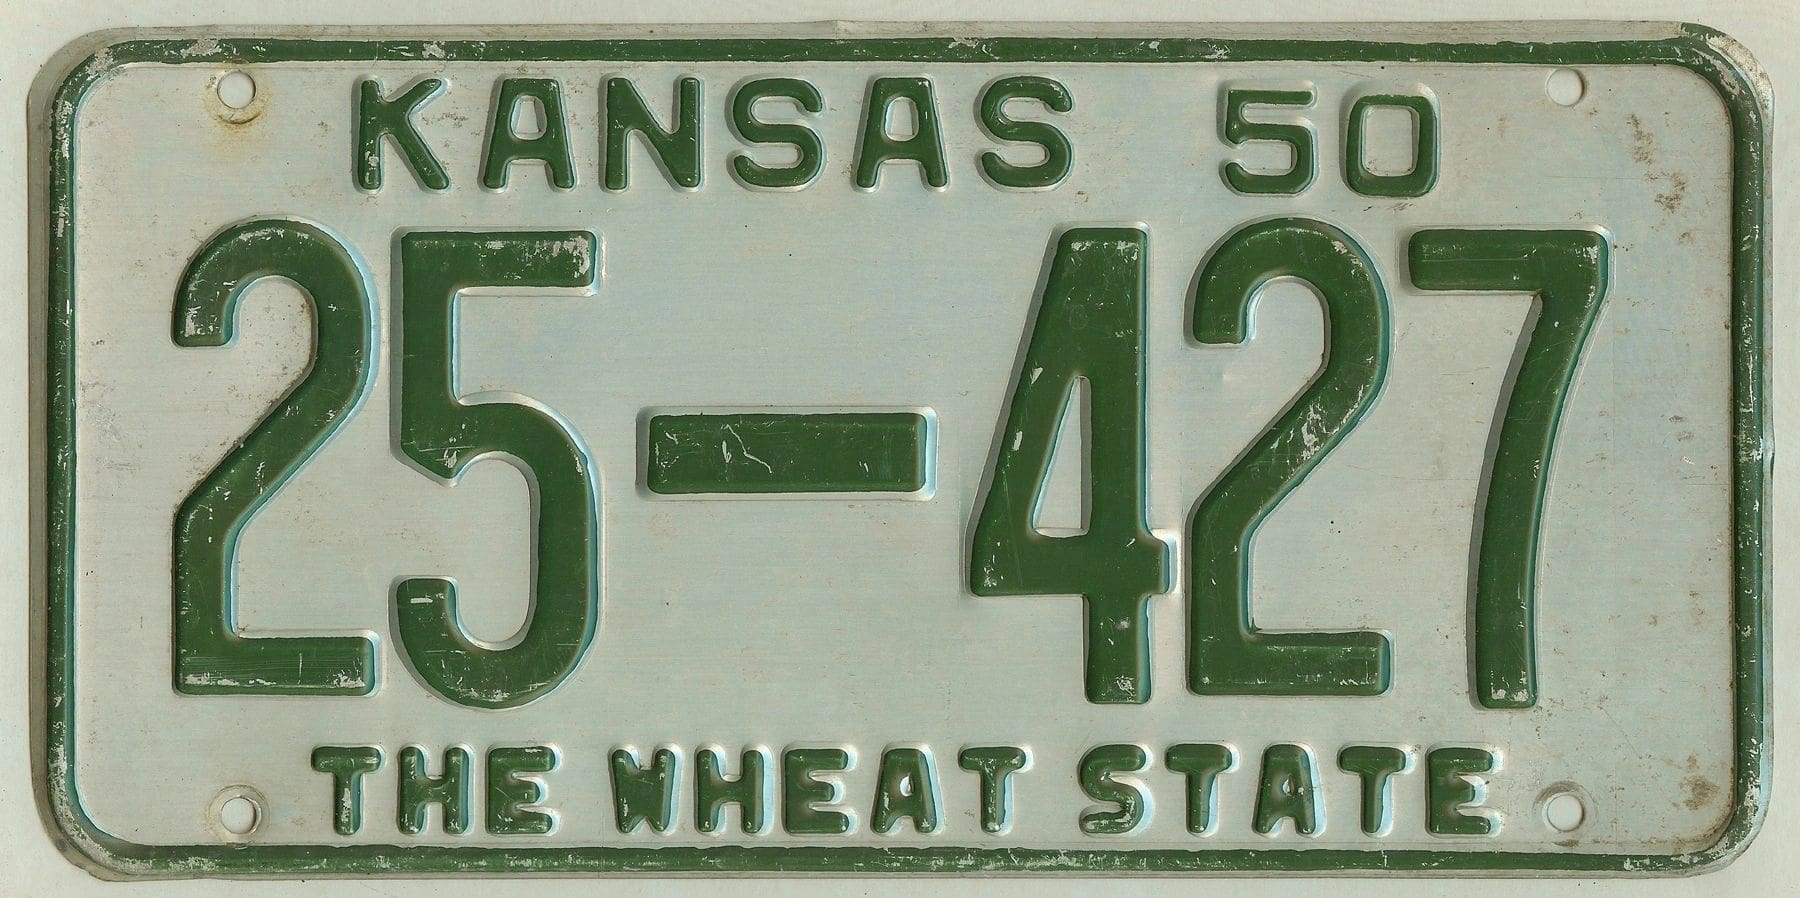 KANSAS 50
25-427
THE WHEAT STATE